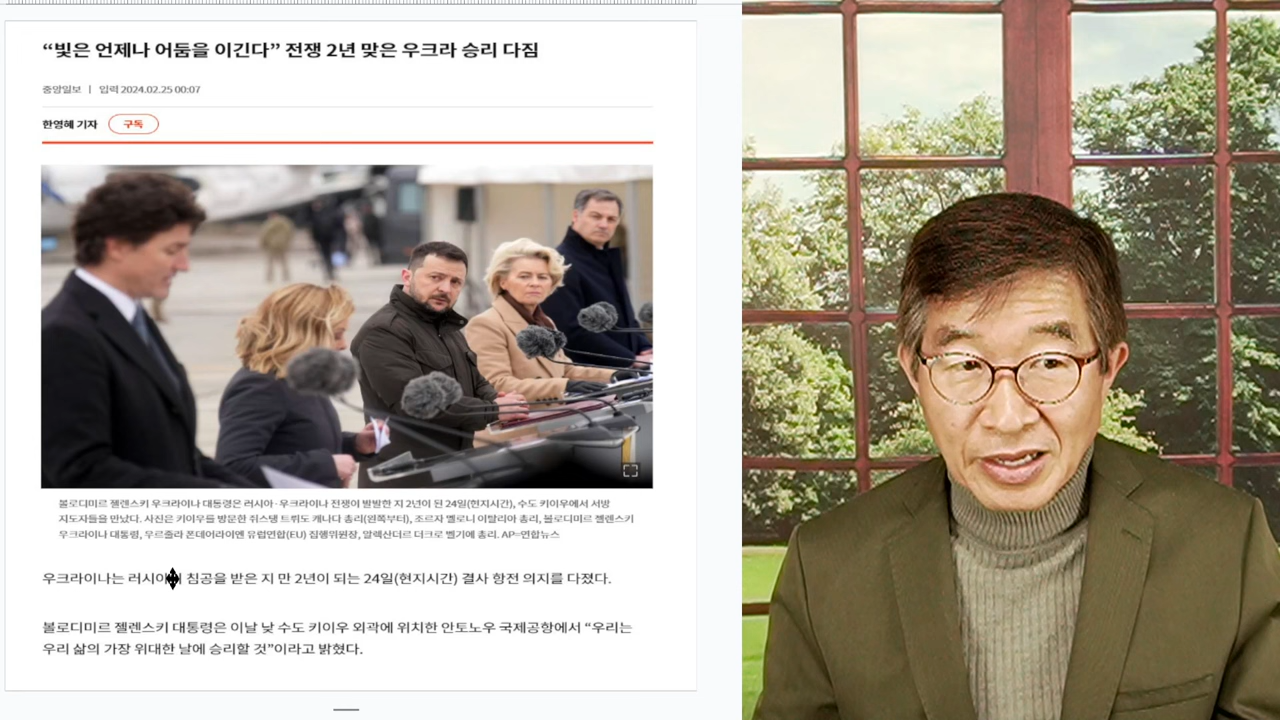 “빛은 언제나 어둠을 이긴다” 전쟁 2년 맞은 우크라 승리 다짐
중앙일보 | 입력 2024.02.25 00:07
한영혜 기자 구독
볼로디미르 젤렌스키 우크라이나 대통령은 러시아·우크라이나 전쟁이 발발한 지 2년이 된 24일(현지시간), 수도 키이우에서 서방
지도자들을 만났다. 사진은 키이우를 방문한 쥐스탱 트뤼도 캐나다 총리(왼쪽부터), 조르자 멜로니 이탈리아 총리, 볼로디미르 젤렌스키
우크라이나 대통령, 우르줄라 폰데어라이엔 유럽연합(EU) 집행위원장, 알렉산더르 더크로 벨기에 총리. AP=연합뉴스
우크라이나는 침공을 받은 지 만 2년이 되는 24일(현지시간) 결사 항전 의지를 다졌다.
볼로디미르 젤렌스키 대통령은 이날 낮 수도 키이우 외곽에 위치한 안토노우 국제공항에서 “우리는
우리 삶의 가장 위대한 날에 승리할 것”이라고 밝혔다.